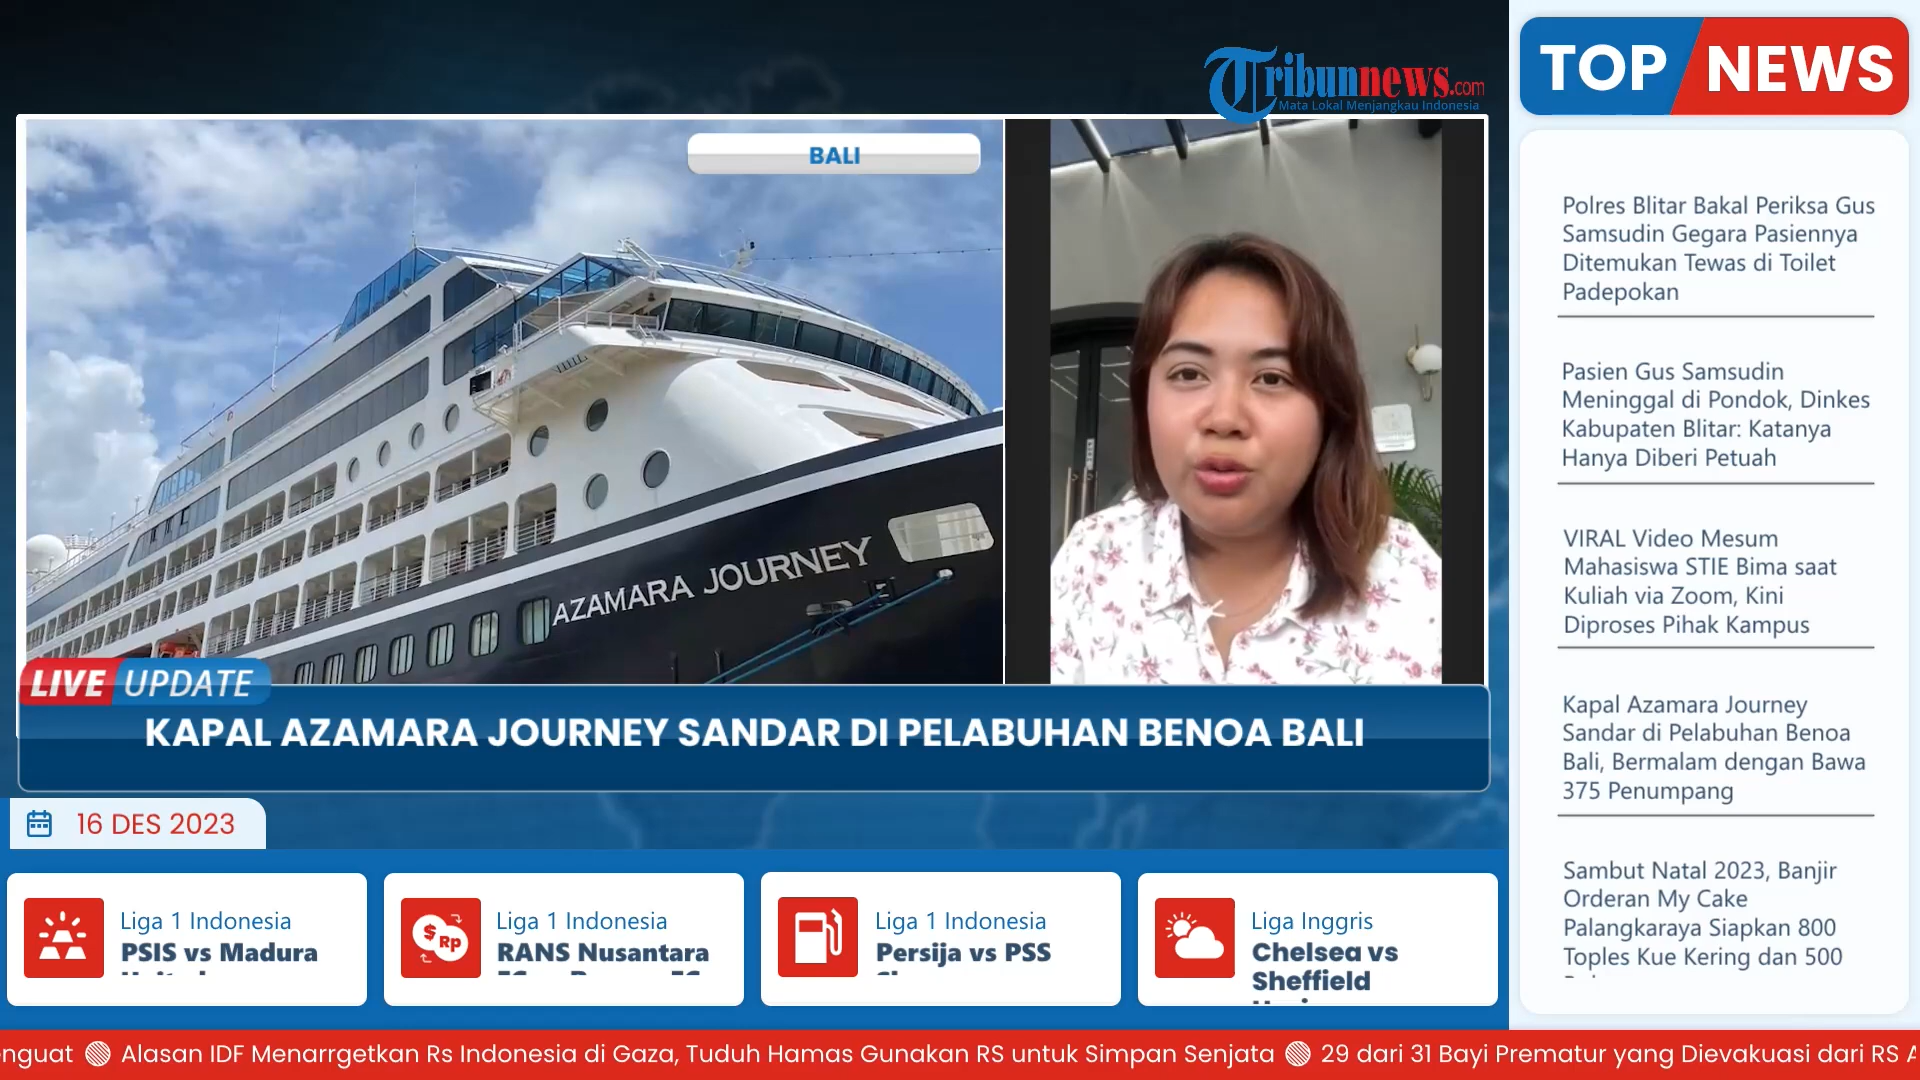 Tribunnews.com
Mata Lokal Menjangkau Indonesia
BALI
AZAMARA JOURNEY
LIVE UPDATE
KAPAL AZAMARA JOURNEY SANDAR DI PELABUHAN BENOA BALI
16 DES 2023
Liga 1 Indonesia
PSIS vs Madura
Liga 1 Indonesia
RANS Nusantara
Liga 1 Indonesia
Persija vs PSS
Liga Inggris
Chelsea vs
Sheffield
TOP NEWS
Polres Blitar Bakal Periksa Gus
Samsudin Gegara Pasiennya
Ditemukan Tewas di Toilet
Padepokan
Pasien Gus Samsudin
Meninggal di Pondok, Dinkes
Kabupaten Blitar: Katanya
Hanya Diberi Petuah
VIRAL Video Mesum
Mahasiswa STIE Bima saat
Kuliah via Zoom, Kini
Diproses Pihak Kampus
Kapal Azamara Journey
Sandar di Pelabuhan Benoa
Bali, Bermalam dengan Bawa
375 Penumpang
Sambut Natal 2023, Banjir
Orderan My Cake
Palangkaraya Siapkan 800
Toples Kue Kering dan 500
nguat Alasan IDF Menarrgetkan Rs Indonesia di Gaza, Tuduh Hamas Gunakan RS untuk Simpan Senjata 29 dari 31 Bayi Prematur yang Dievakuasi dari RS A